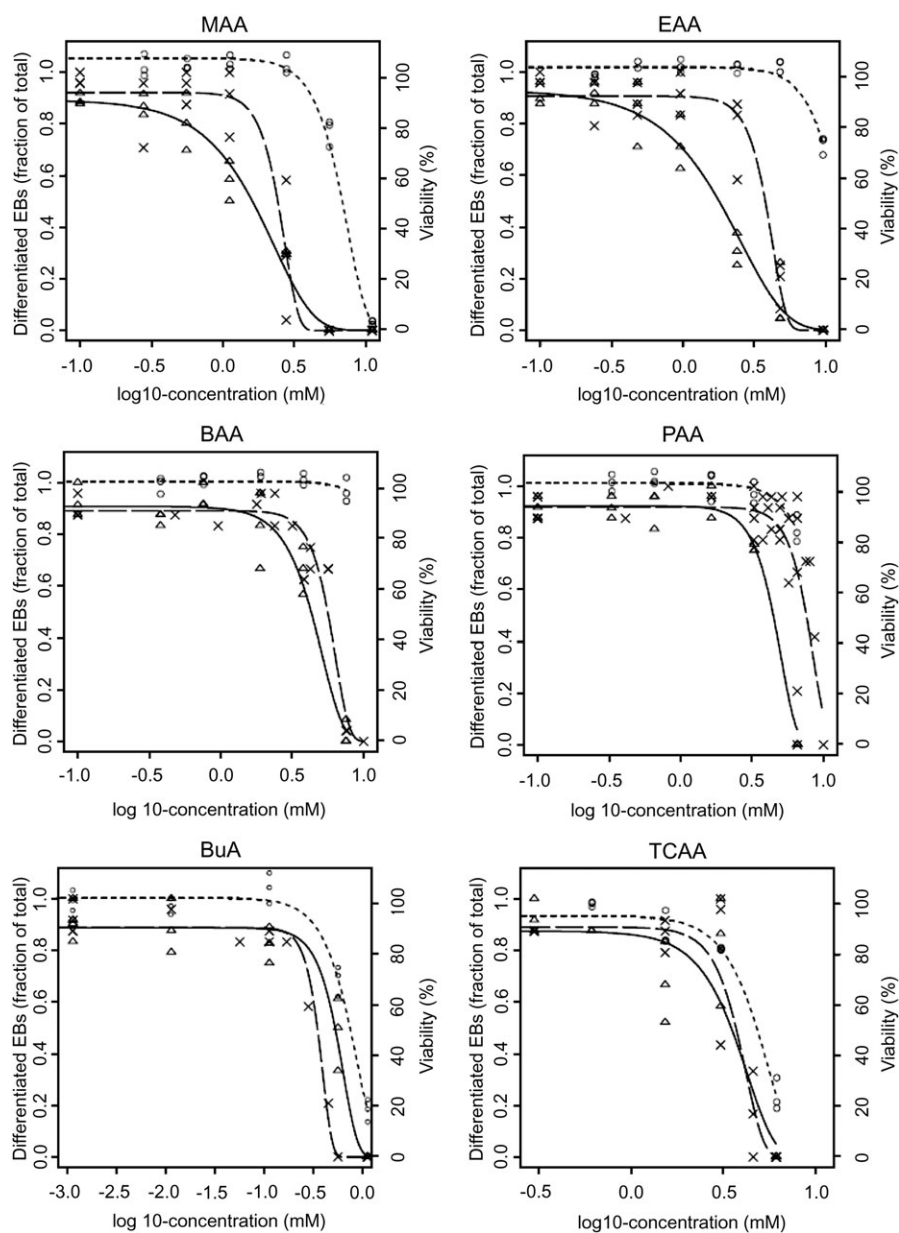 MAA
Differentiated EBs (fraction of total)
1.0
0.8
0.6
0.4
0.2
0.0
100
80
60
40
20
0
Viability (%)
-1.0 -0.5 0.0 0.5 1.0
log10-concentration (mM)
EAA
Differentiated EBs (fraction of total)
1.0
0.8
0.6
0.4
0.2
0.0
100
80
60
40
20
0
Viability (%)
-1.0 -0.5 0.0 0.5 1.0
log10-concentration (mM)
BAA
Differentiated EBs (fraction of total)
1.0
0.8
0.6
0.4
0.2
0.0
100
80
60
40
20
0
Viability (%)
-1.0 -0.5 0.0 0.5 1.0
log 10-concentration (mM)
PAA
Differentiated EBs (fraction of total)
1.0
0.8
0.6
0.4
0.2
0.0
100
80
60
40
20
0
Viability (%)
-1.0 -0.5 0.0 0.5 1.0
log 10-concentration (mM)
BuA
Differentiated EBs (fraction of total)
1.0
0.8
0.6
0.4
0.2
0.0
100
80
60
40
20
0
Viability (%)
-3.0 -2.0 -1.5 -1.0 -0.5 0.0
log 10-concentration (mM)
TCAA
Differentiated EBs (fraction of total)
1.0
0.8
0.6
0.4
0.2
0.0
100
80
60
40
20
0
Viability (%)
-0.5 0.0 0.5 1.0
log10-concentration (mM)